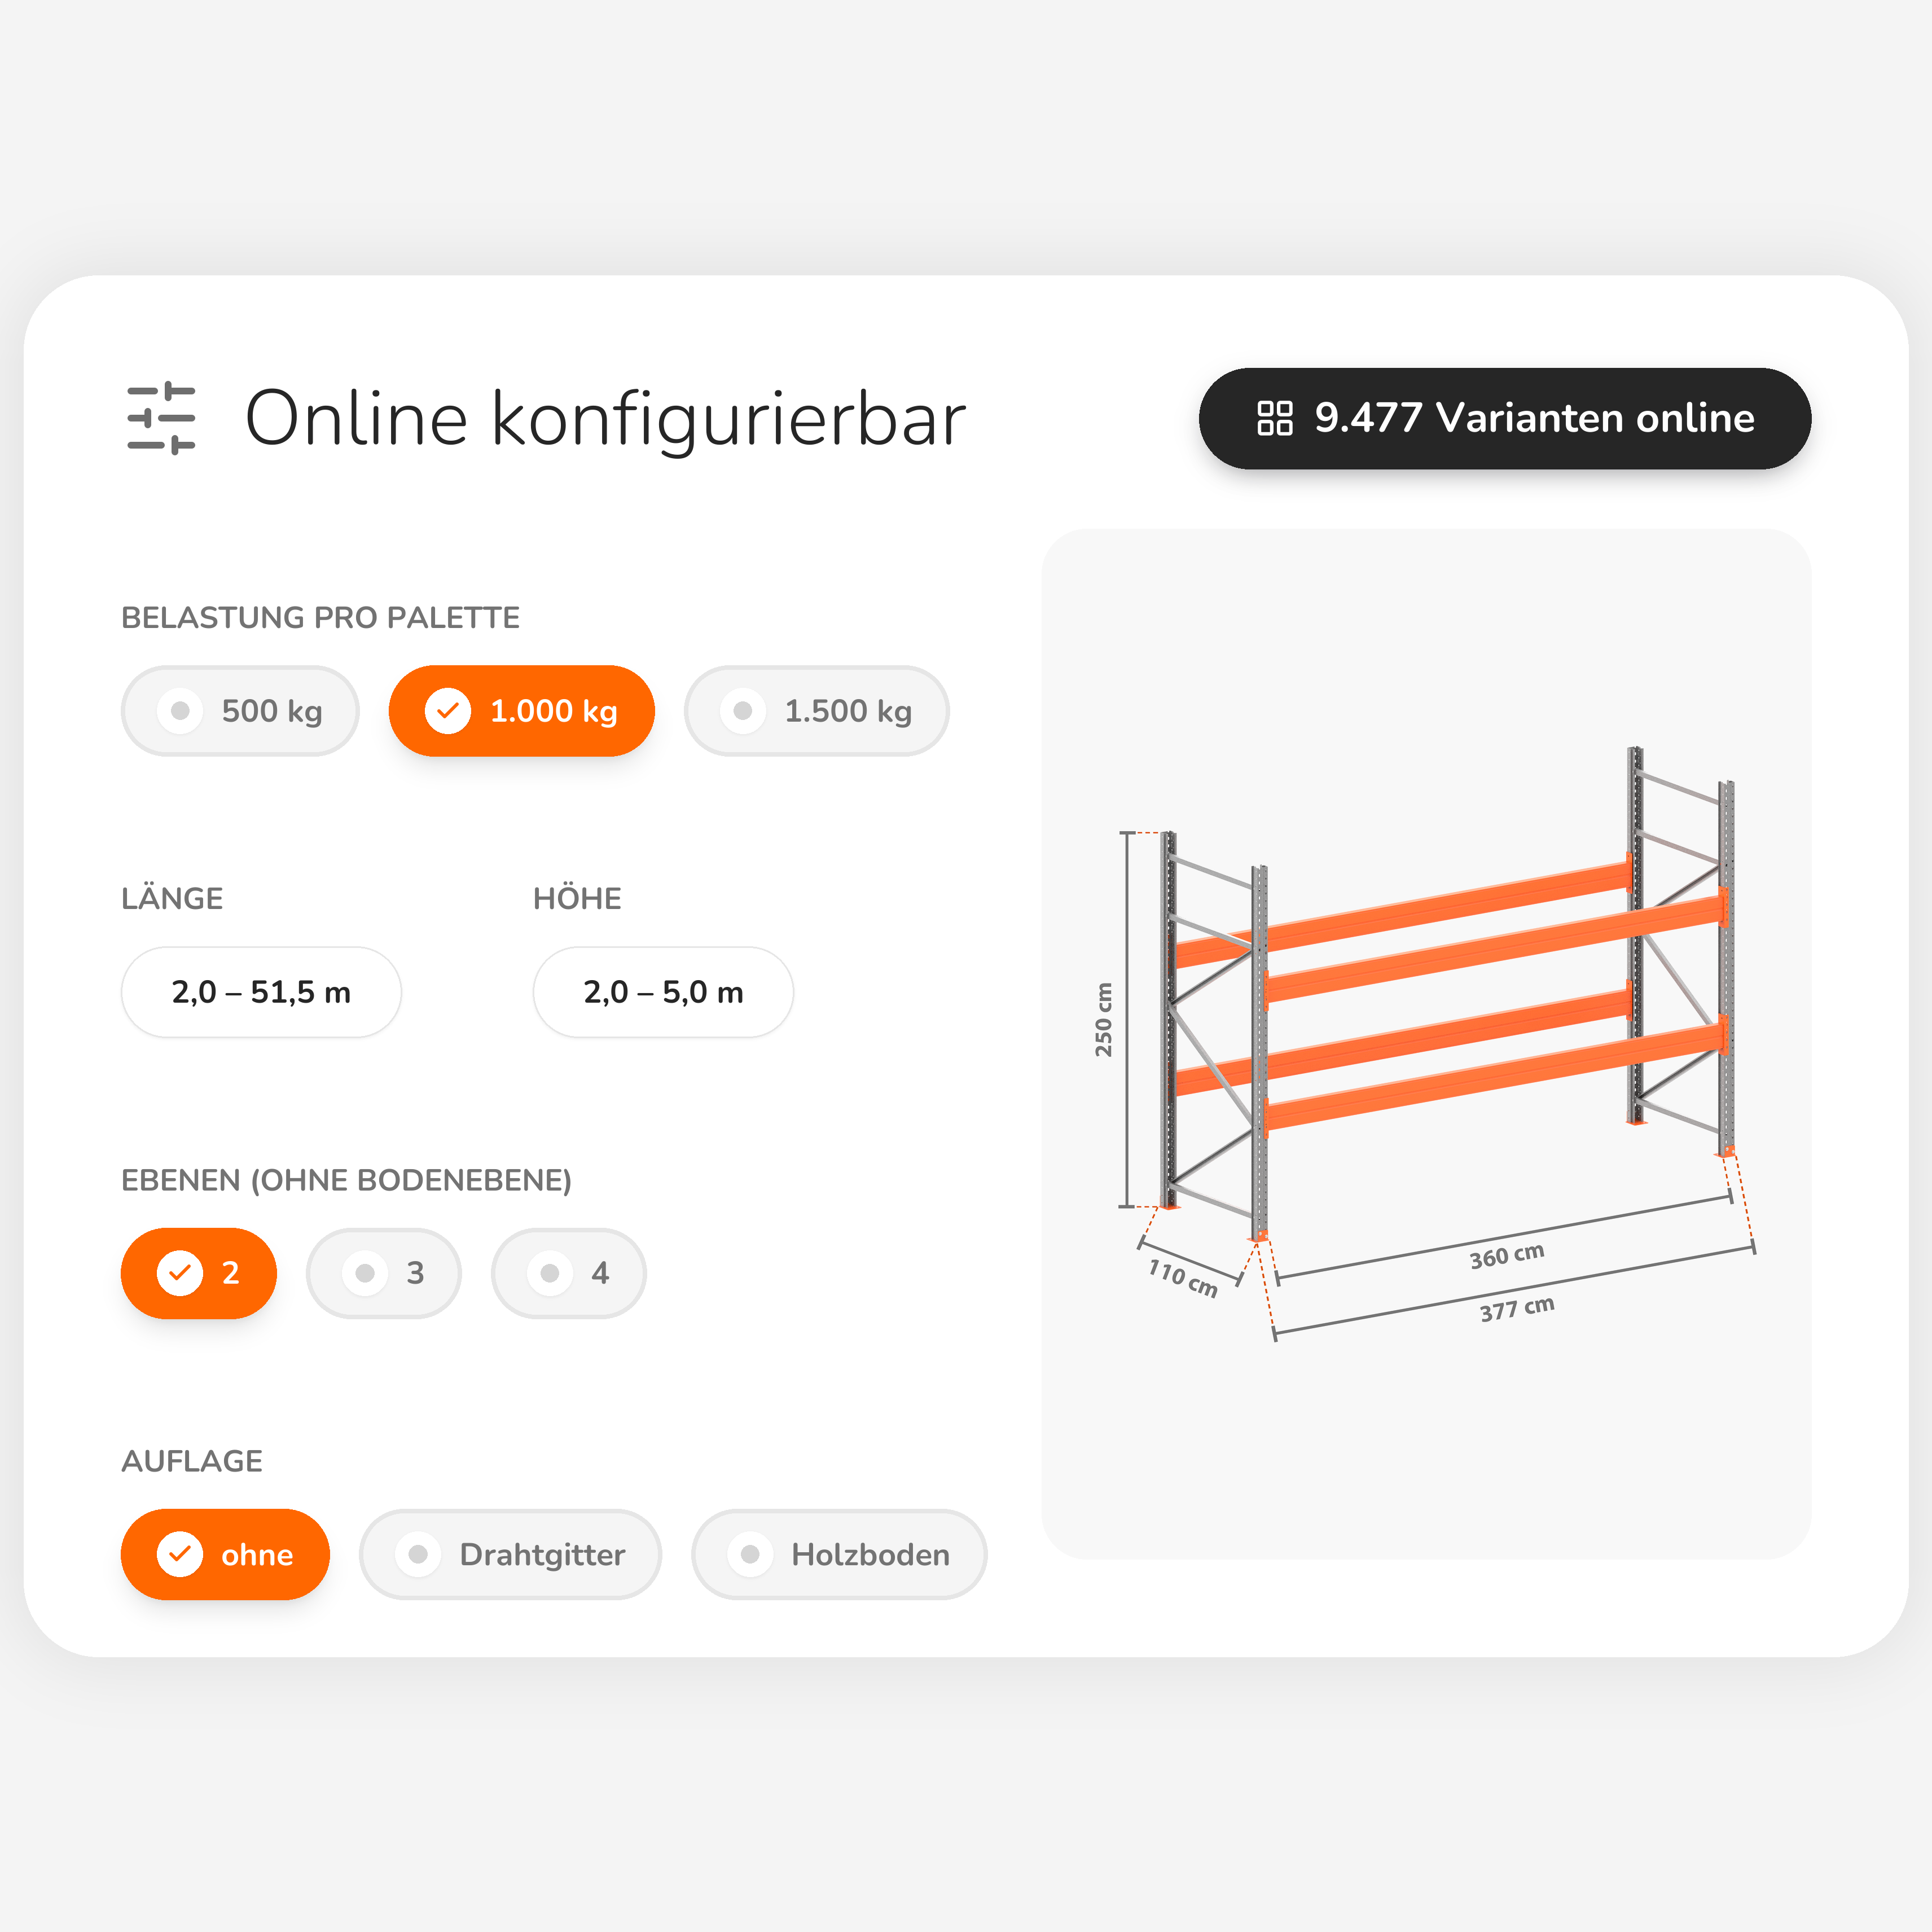 Online konfigurierbar
9.477 Varianten online
BELASTUNG PRO PALETTE
500 kg
1.000 kg
1.500 kg
LÄNGE
HÖHE
2,0 – 51,5 m
2,0 – 5,0 m
EBENEN (OHNE BODENEBENE)
2
3
4
AUFLAGE
ohne
Drahtgitter
Holzboden
250 cm
110 cm
360 cm
377 cm